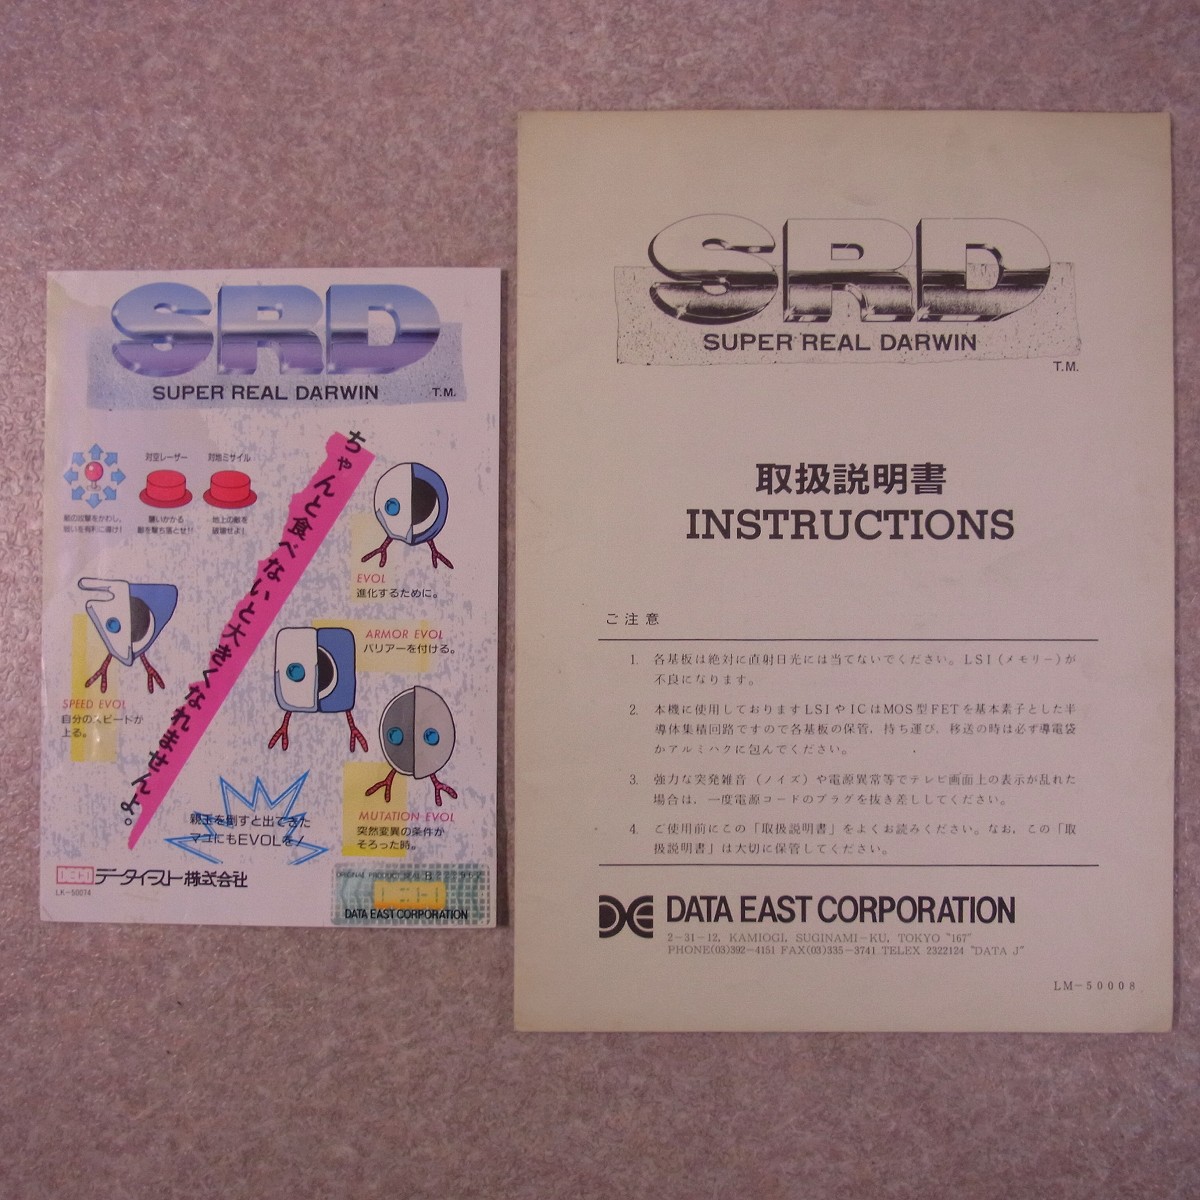 SRD
SUPER REAL DARWIN
T.M.
対空レーザー
対地ミサイル
敵の攻撃をかわし、
戦いを有利に導け!
襲いかかる
敵を撃ち落とせ!!
地上の敵を
破壊せよ!
ちゃんと食べないと大きくなれませんよ。
EVOL
進化するために。
ARMOR EVOL
バリアーを付ける。
SPEED EVOL
自分のスピードが
上る。
MUTATION EVOL
突然変異の条件が
そろった時。
親玉を倒すと出てきた
マユにもEVOLを!
データイースト株式会社
LK-50074
DATA EAST CORPORATION
SRD
SUPER REAL DARWIN
T.M.
取扱説明書
INSTRUCTIONS
ご注意
1. 各基板は絶対に直射日光には当てないでください。LSI(メモリー)が
不良になります。
2. 本機に使用しておりますLSIやICはMOS型FETを基本素子とした半
導体集積回路ですので各基板の保管, 持ち運び, 移送の時は必ず導電袋
かアルミハクに包んでください。
3. 強力な突発雑音(ノイズ)や電源異常等でテレビ画面上の表示が乱れた
場合は、一度電源コードのプラグを抜き差ししてください。
4. ご使用前にこの「取扱説明書」をよくお読みください。なお, この「取
扱説明書」は大切に保管してください。
DATA EAST CORPORATION
2-31-12, KAMIOGI, SUGINAMI-KU, TOKYO "167"
PHONE(03)392-4151 FAX(03)335-3741 TELEX 2322124 "DATA J"
LM-50008